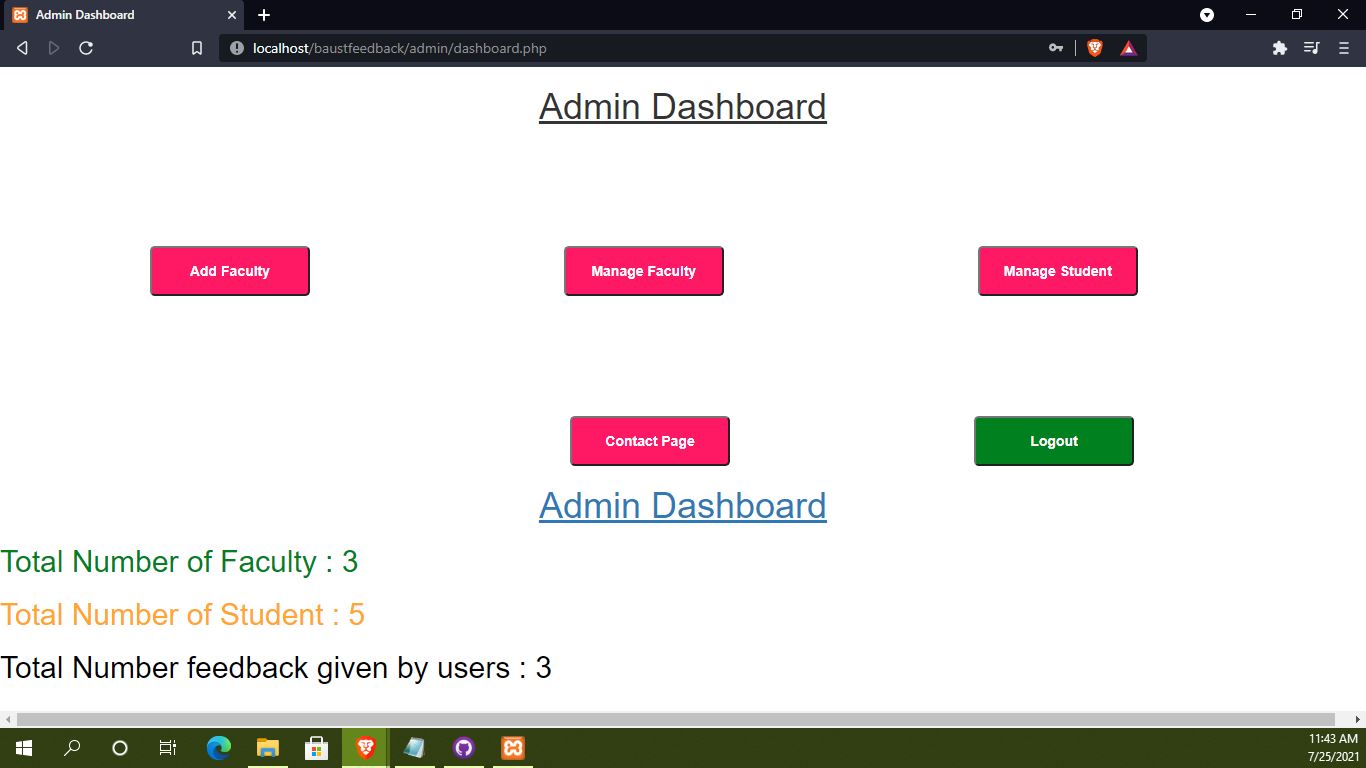 Admin Dashboard
localhost/baustfeedback/admin/dashboard.php
Admin Dashboard
Add Faculty
Manage Faculty
Manage Student
Contact Page
Logout
Admin Dashboard
Total Number of Faculty : 3
Total Number of Student : 5
Total Number feedback given by users : 3
11:43 AM
7/25/2021